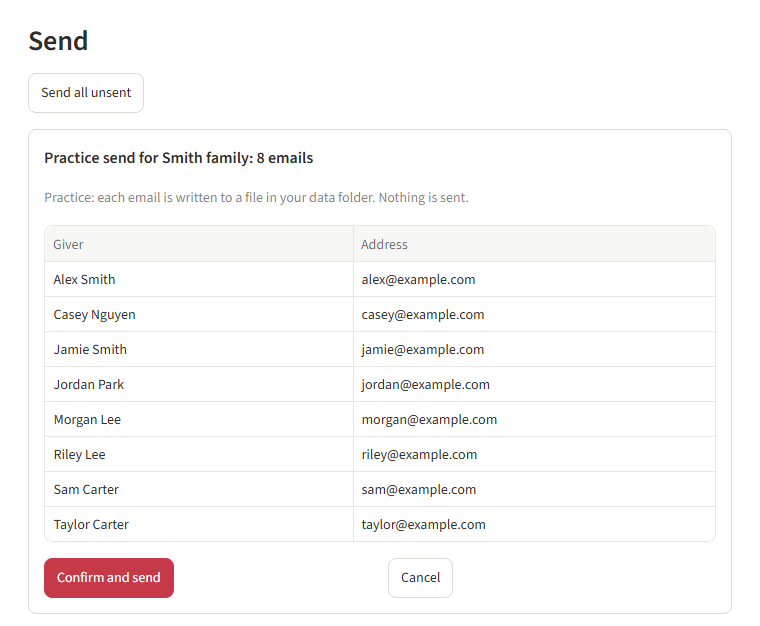 Send
Send all unsent
Practice send for Smith family: 8 emails
Practice: each email is written to a file in your data folder. Nothing is sent.
Giver Address
Alex Smith alex@example.com
Casey Nguyen casey@example.com
Jamie Smith jamie@example.com
Jordan Park jordan@example.com
Morgan Lee morgan@example.com
Riley Lee riley@example.com
Sam Carter sam@example.com
Taylor Carter taylor@example.com
Confirm and send Cancel